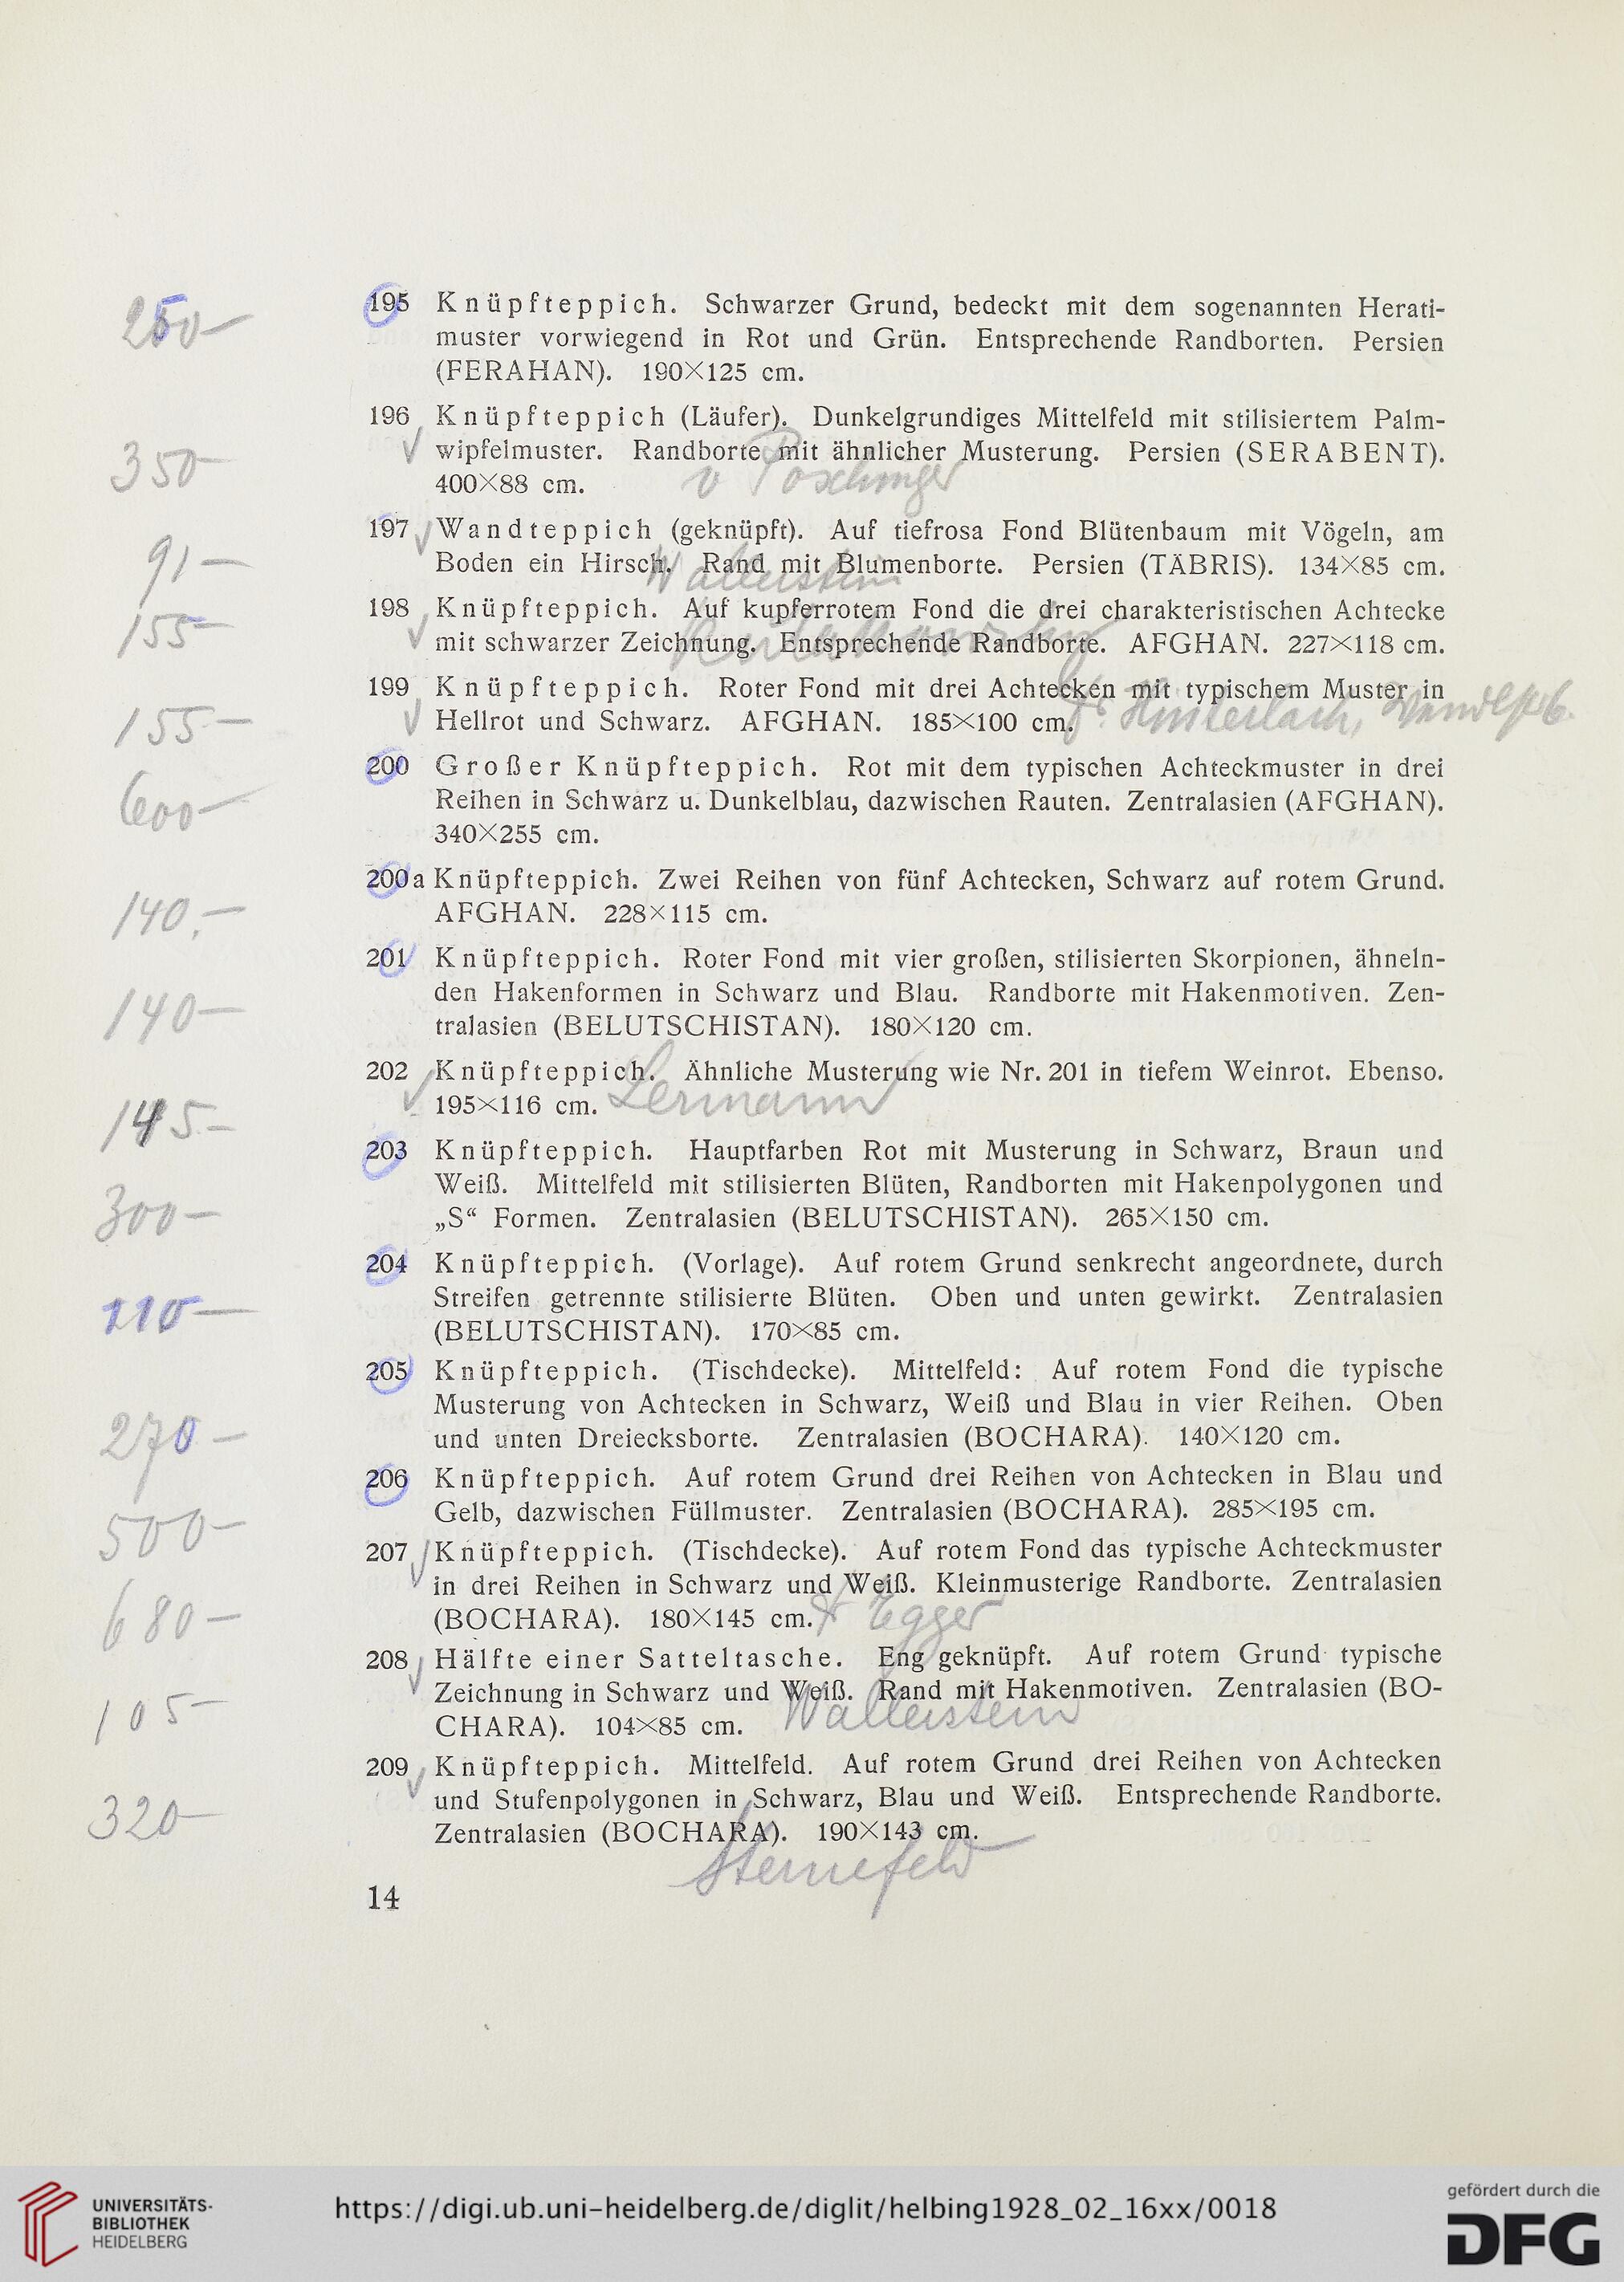 250-
195 Knüpfteppich. Schwarzer Grund, bedeckt mit dem sogenannten Herati-
muster vorwiegend in Rot und Grün. Entsprechende Randborten. Persien
(FERAHAN). 190×125 cm.
196 Knüpfteppich (Läufer). Dunkelgrundiges Mittelfeld mit stilisiertem Palm-
350- wipfelmuster. Randborte mit ähnlicher Musterung. Persien (SERABENT).
400×88 cm. v Poschinger
197 Wandteppich (geknüpft). Auf tiefrosa Fond Blütenbaum mit Vögeln, am
91- Boden ein Hirsch. Rand mit Blumenborte. Persien (TÄBRIS). 134×85 cm.
Wallerstein
198 Knüpfteppich. Auf kupferrotem Fond die drei charakteristischen Achtecke
155- mit schwarzer Zeichnung. Entsprechende Randborte. AFGHAN. 227×118 cm.
199 Knüpfteppich. Roter Fond mit drei Achtecken mit typischem Muster in
155- Hellrot und Schwarz. AFGHAN. 185×100 cm.
200 Großer Knüpfteppich. Rot mit dem typischen Achteckmuster in drei
600- Reihen in Schwarz u. Dunkelblau, dazwischen Rauten. Zentralasien (AFGHAN).
340×255 cm.
200a Knüpfteppich. Zwei Reihen von fünf Achtecken, Schwarz auf rotem Grund.
140.- AFGHAN. 228×115 cm.
201 Knüpfteppich. Roter Fond mit vier großen, stilisierten Skorpionen, ähneln-
den Hakenformen in Schwarz und Blau. Randborte mit Hakenmotiven. Zen-
140- tralasien (BELUTSCHISTAN). 180×120 cm.
202 Knüpfteppich. Ähnliche Musterung wie Nr. 201 in tiefem Weinrot. Ebenso.
145- 195×116 cm. Lermann
203 Knüpfteppich. Hauptfarben Rot mit Musterung in Schwarz, Braun und
Weiß. Mittelfeld mit stilisierten Blüten, Randborten mit Hakenpolygonen und
300- „S“ Formen. Zentralasien (BELUTSCHISTAN). 265×150 cm.
204 Knüpfteppich. (Vorlage). Auf rotem Grund senkrecht angeordnete, durch
110- Streifen getrennte stilisierte Blüten. Oben und unten gewirkt. Zentralasien
(BELUTSCHISTAN). 170×85 cm.
205 Knüpfteppich. (Tischdecke). Mittelfeld: Auf rotem Fond die typische
Musterung von Achtecken in Schwarz, Weiß und Blau in vier Reihen. Oben
270- und unten Dreiecksborte. Zentralasien (BOCHARA). 140×120 cm.
206 Knüpfteppich. Auf rotem Grund drei Reihen von Achtecken in Blau und
500- Gelb, dazwischen Füllmuster. Zentralasien (BOCHARA). 285×195 cm.
207 Knüpfteppich. (Tischdecke). Auf rotem Fond das typische Achteckmuster
in drei Reihen in Schwarz und Weiß. Kleinmusterige Randborte. Zentralasien
680- (BOCHARA). 180×145 cm. Egger
208 Hälfte einer Satteltasche. Eng geknüpft. Auf rotem Grund typische
105- Zeichnung in Schwarz und Weiß. Rand mit Hakenmotiven. Zentralasien (BO-
CHARA). 104×85 cm. Wallerstein
209 Knüpfteppich. Mittelfeld. Auf rotem Grund drei Reihen von Achtecken
320- und Stufenpolygonen in Schwarz, Blau und Weiß. Entsprechende Randborte.
Zentralasien (BOCHARA). 190×143 cm.
Sternefeld
14
UNIVERSITÄTS-
BIBLIOTHEK
HEIDELBERG
https://digi.ub.uni-heidelberg.de/diglit/helbing1928_02_16xx/0018
gefördert durch die
DFG